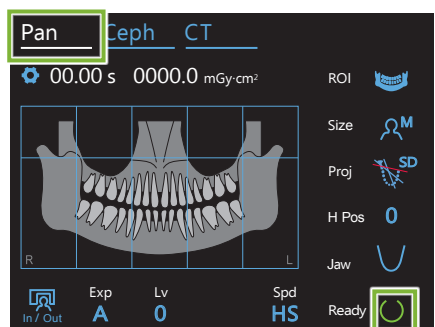 Pan Ceph CT
00.00 s 0000.0 mGy·cm²
ROI
Size M
Proj SD
H Pos 0
R L
Jaw
In / Out
Exp Lv Spd
A 0 HS
Ready